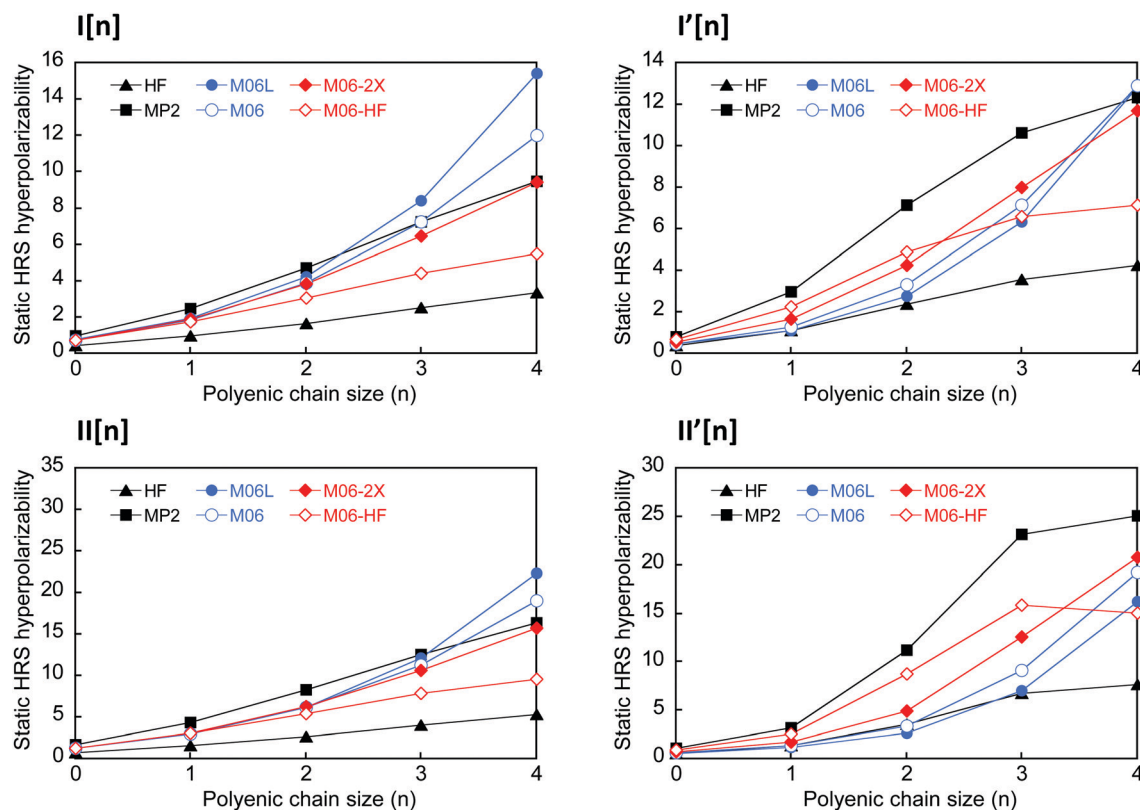 I[n]
Static HRS hyperpolarizability
16
14
12
10
8
6
4
2
0
HF M06L M06-2X
MP2 M06 M06-HF
0 1 2 3 4
Polyenic chain size (n)
I’[n]
Static HRS hyperpolarizability
14
12
10
8
6
4
2
0
HF M06L M06-2X
MP2 M06 M06-HF
0 1 2 3 4
Polyenic chain size (n)
II[n]
Static HRS hyperpolarizability
35
30
25
20
15
10
5
0
HF M06L M06-2X
MP2 M06 M06-HF
0 1 2 3 4
Polyenic chain size (n)
II’[n]
Static HRS hyperpolarizability
30
25
20
15
10
5
0
HF M06L M06-2X
MP2 M06 M06-HF
0 1 2 3 4
Polyenic chain size (n)